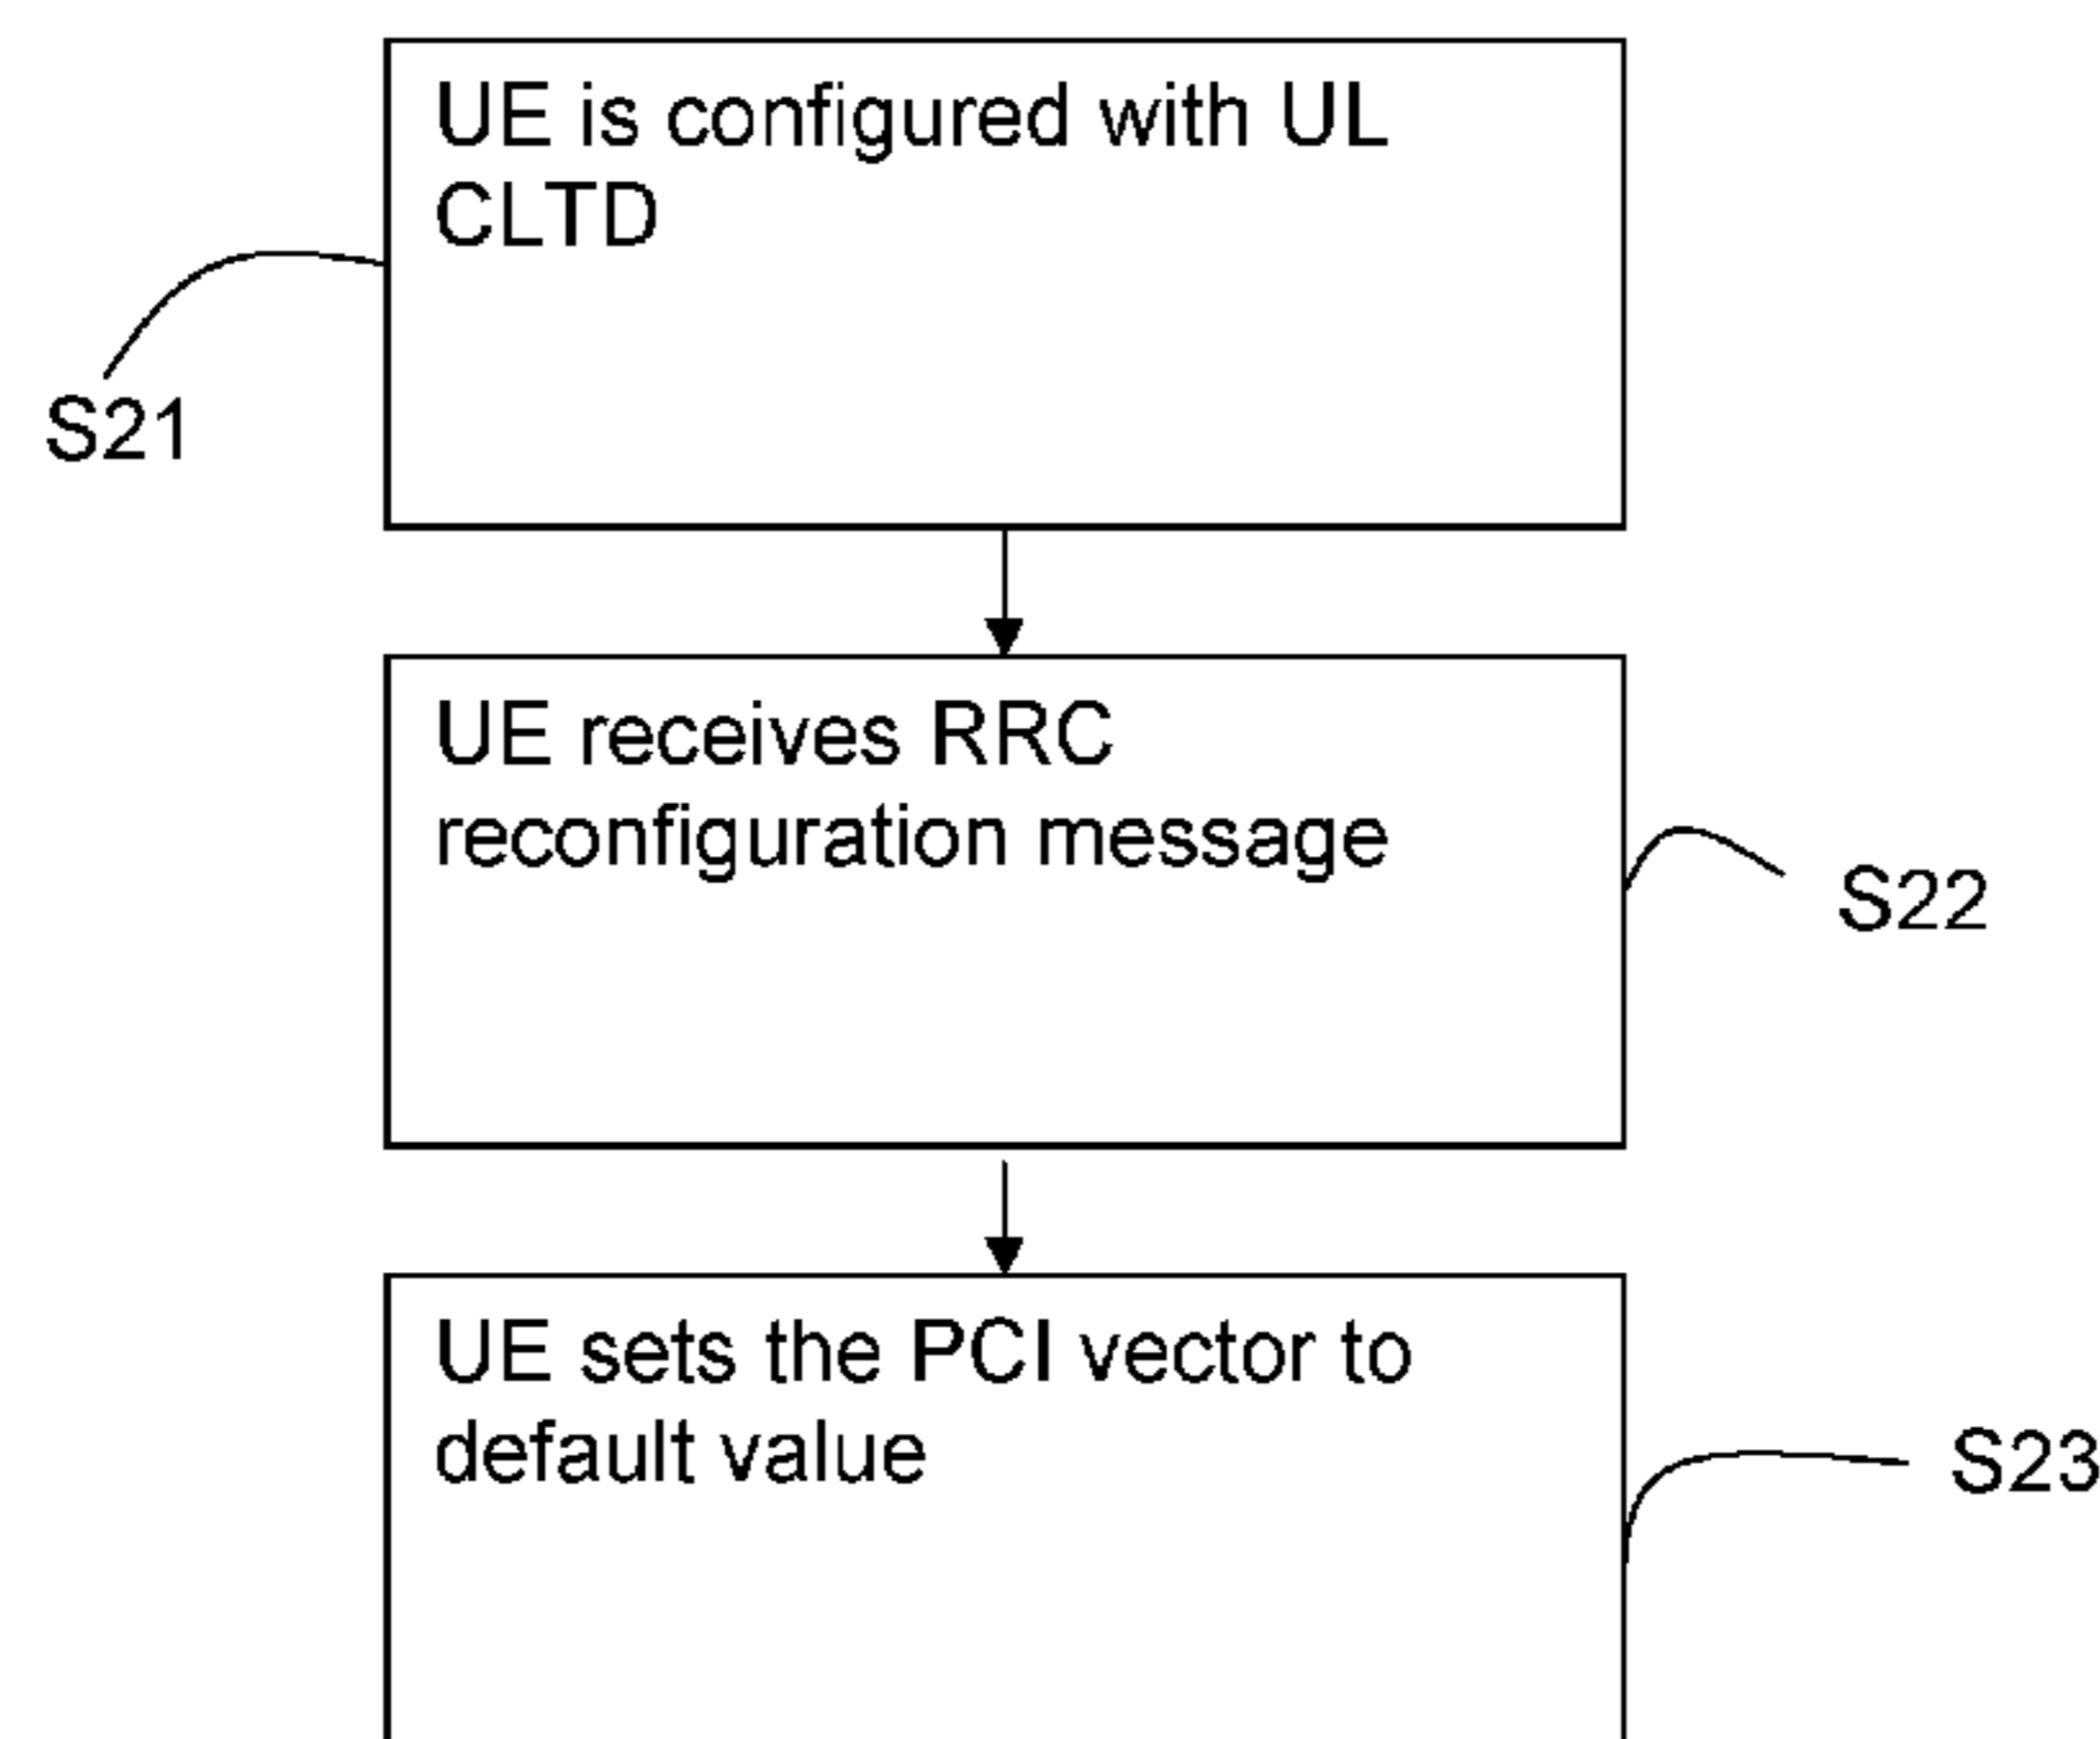 UE is configured with UL
CLTD
S21
UE receives RRC
reconfiguration message
S22
UE sets the PCI vector to
default value
S23